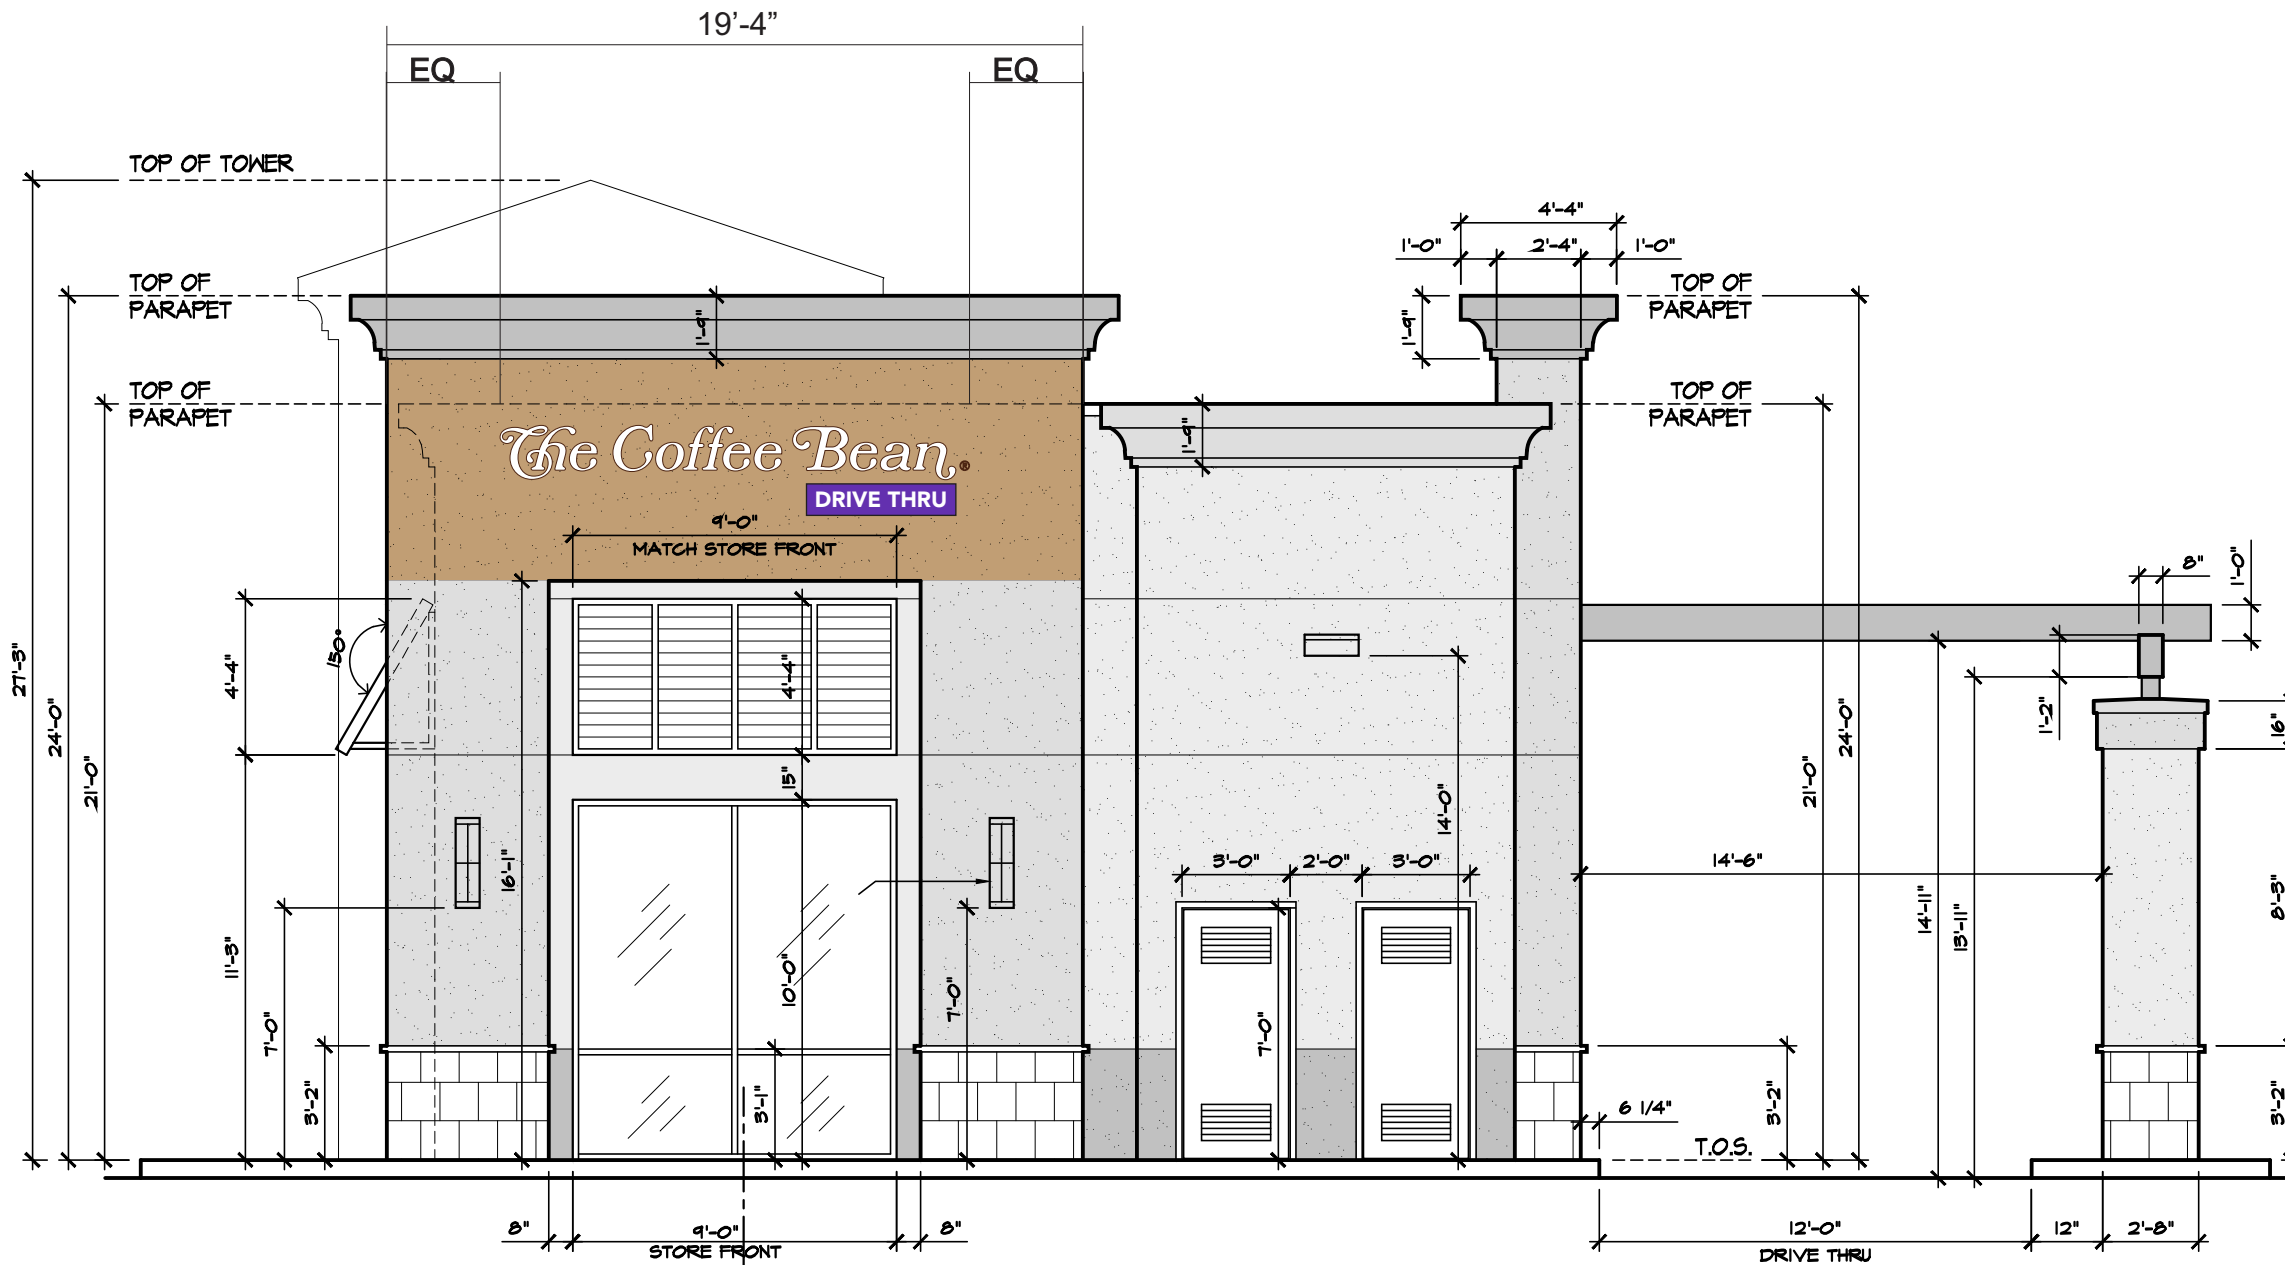 19'-4"
EQ EQ
TOP OF TOWER
4'-4"
1'-0" 2'-4" 1'-0"
TOP OF
PARAPET
TOP OF
PARAPET
1'-9"
1'-9"
TOP OF
PARAPET
TOP OF
PARAPET
1'-9"
The Coffee Bean®
DRIVE THRU
9'-0"
MATCH STORE FRONT
8"
1'-0"
150°
4'-4"
4'-4"
27'-3"
24'-0"
21'-0"
1'-2"
16"
24'-0"
21'-0"
15"
14'-0"
16'-1"
3'-0" 2'-0" 3'-0"
14'-6"
8'-3"
14'-11"
13'-11"
11'-3"
10'-0"
7'-0"
7'-0"
7'-0"
3'-2"
3'-1"
6 1/4"
3'-2"
3'-2"
T.O.S.
8" 9'-0" 8"
STORE FRONT
12'-0" 12" 2'-8"
DRIVE THRU